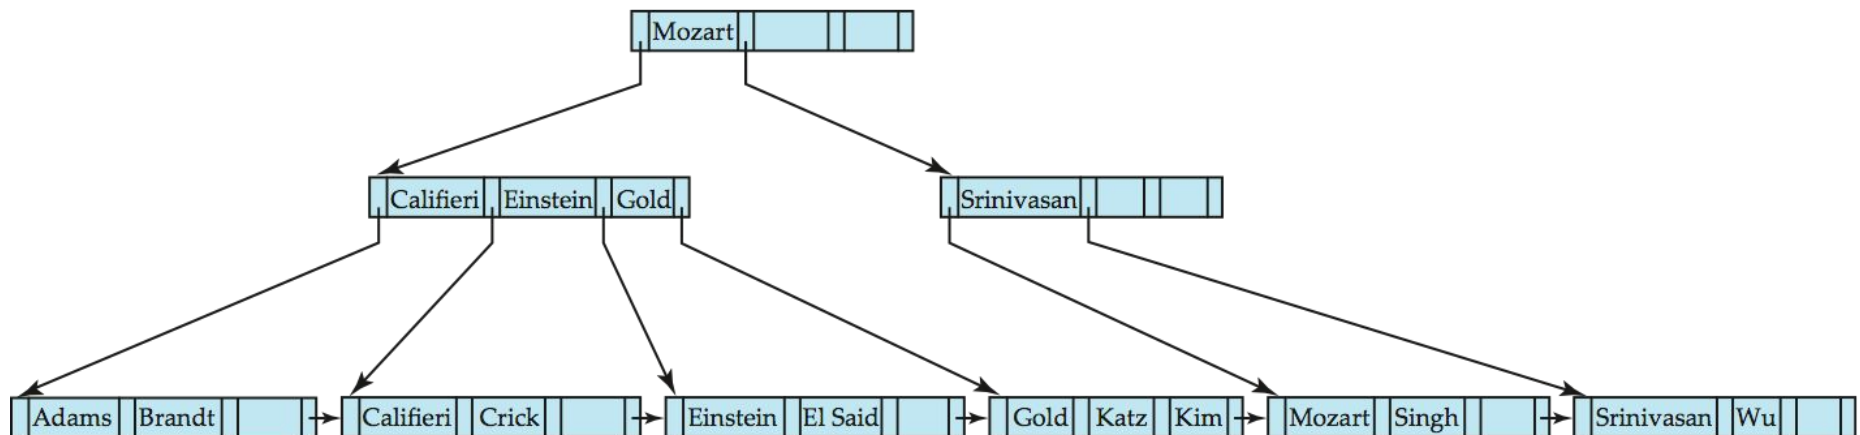 Mozart
Califieri Einstein Gold Srinivasan
Adams Brandt Califieri Crick Einstein El Said Gold Katz Kim Mozart Singh Srinivasan Wu